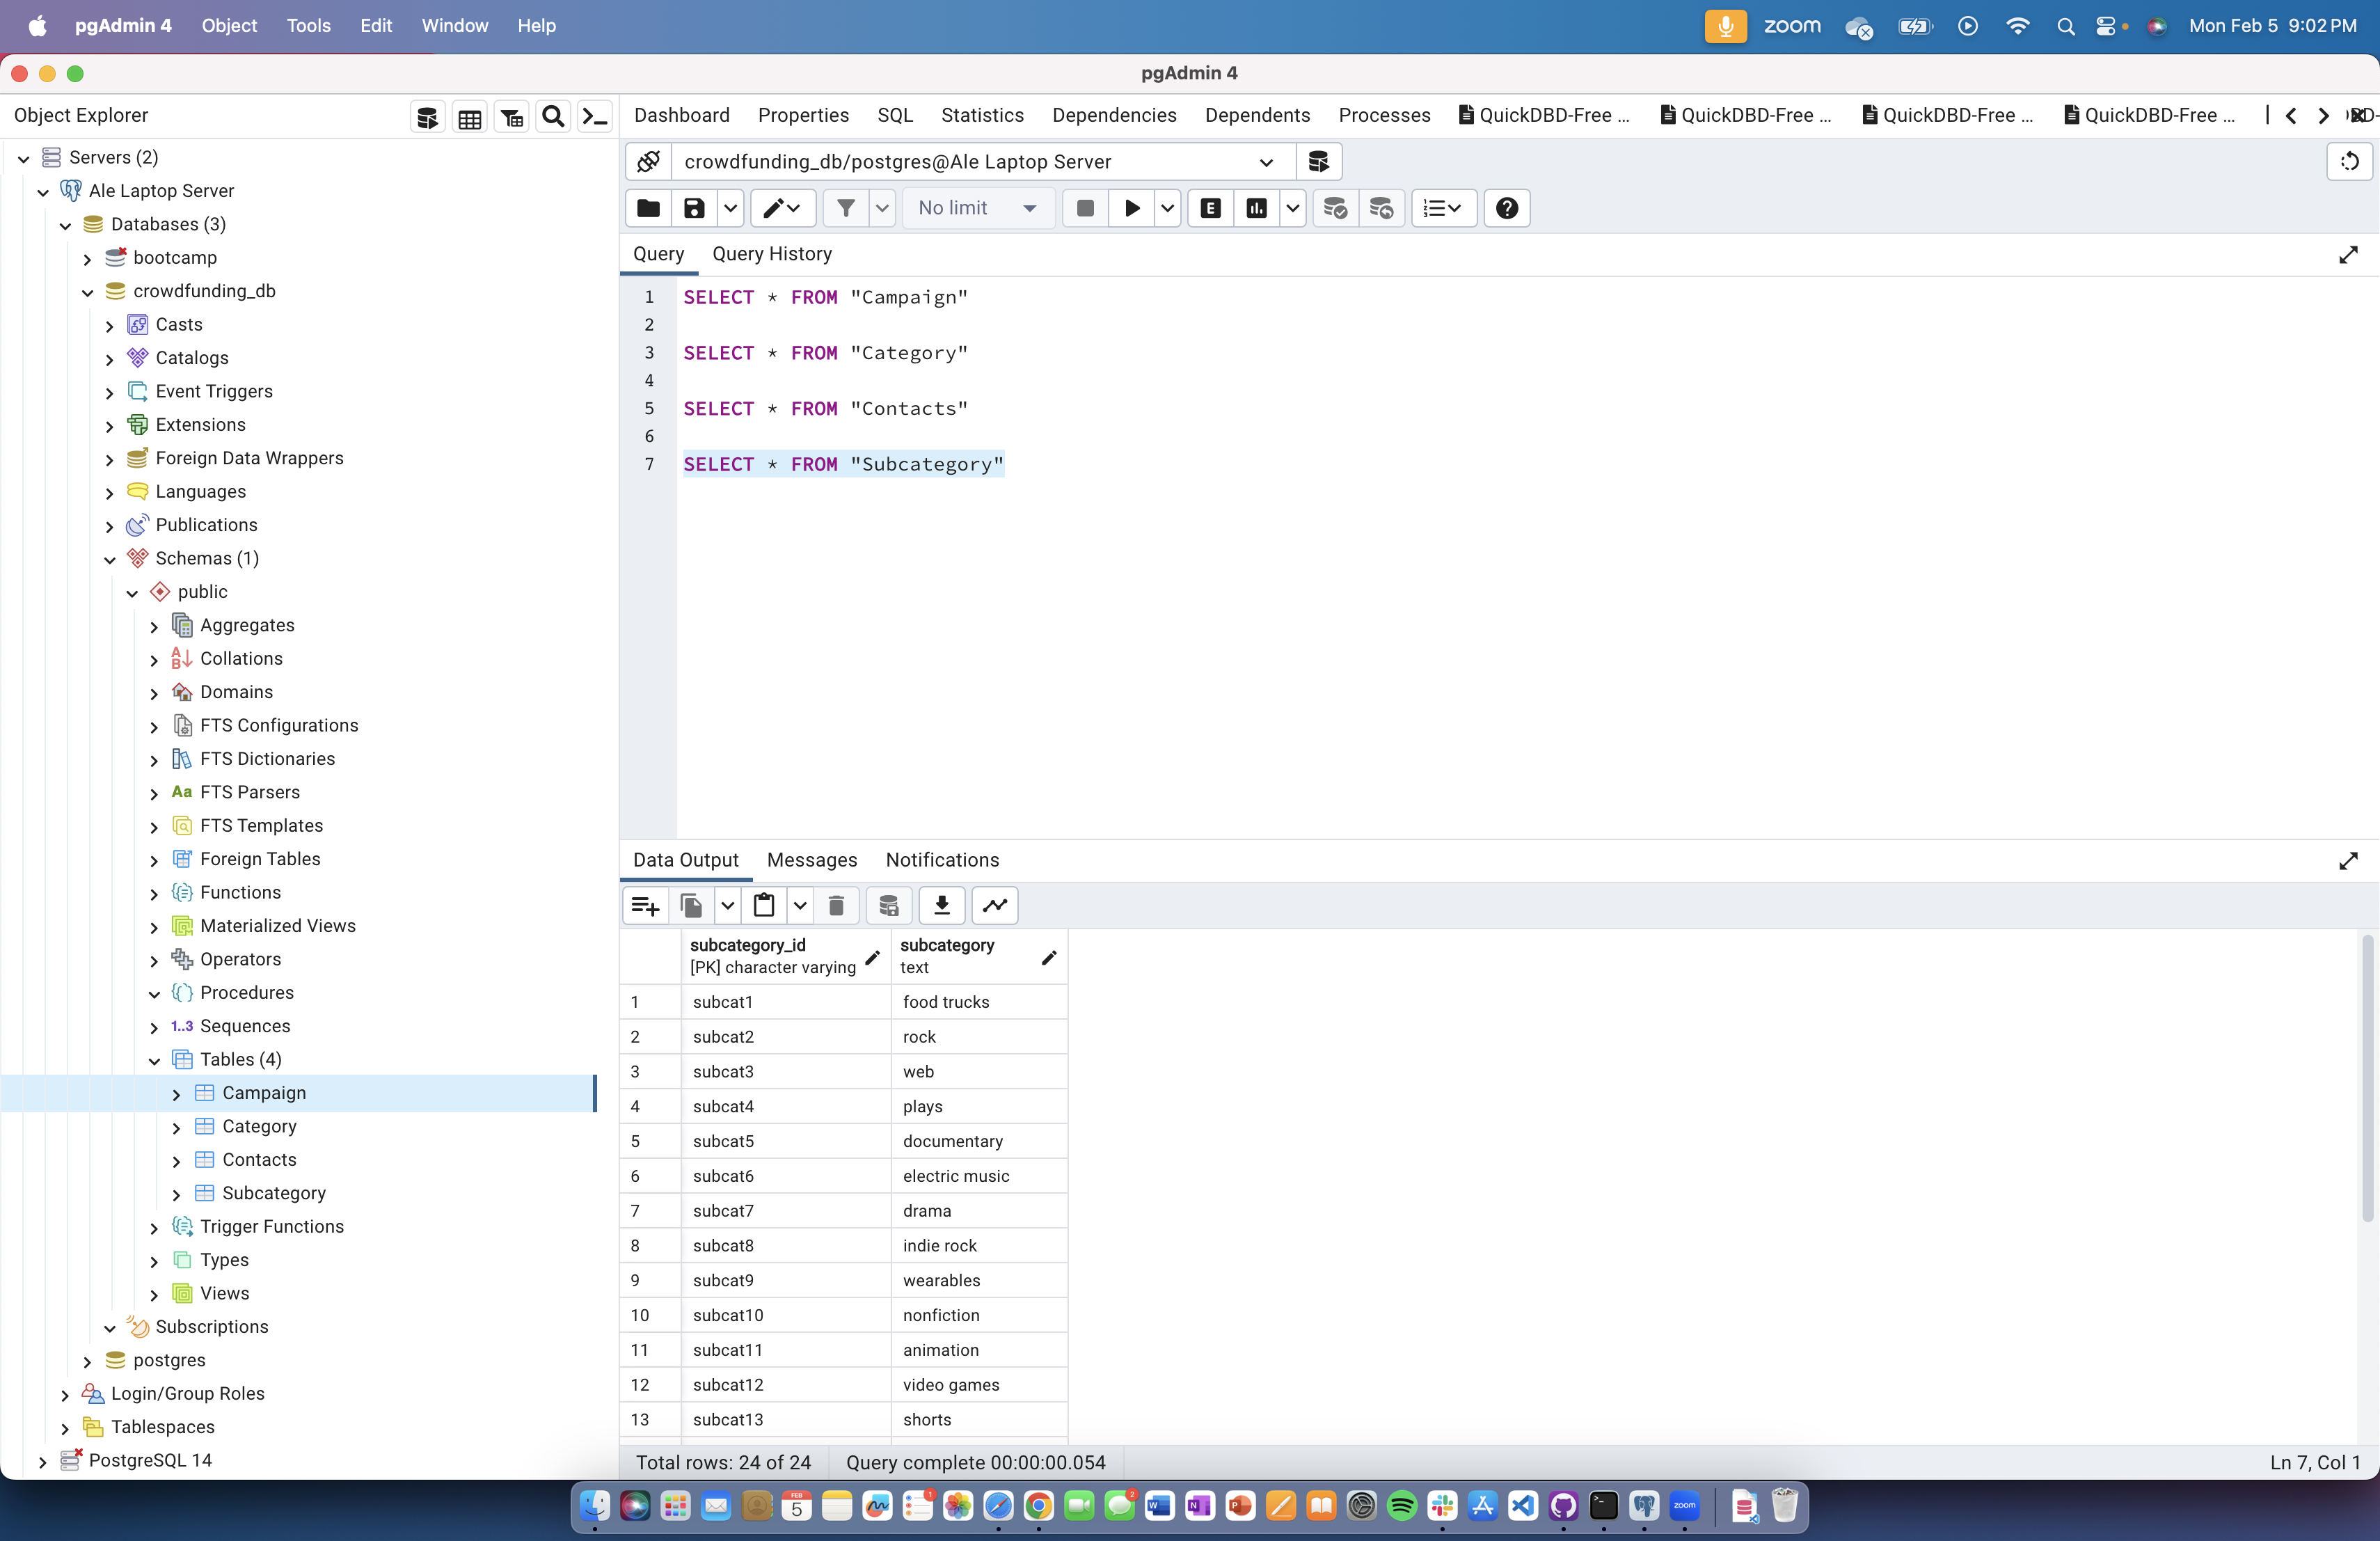 pgAdmin 4 Object Tools Edit Window Help zoom Mon Feb 5 9:02 PM
pgAdmin 4
Object Explorer
Dashboard Properties SQL Statistics Dependencies Dependents Processes QuickDBD-Free ... QuickDBD-Free ... QuickDBD-Free ... QuickDBD-Free ...
Servers (2)
Ale Laptop Server
Databases (3)
bootcamp
crowdfunding_db
Casts
Catalogs
Event Triggers
Extensions
Foreign Data Wrappers
Languages
Publications
Schemas (1)
public
Aggregates
Collations
Domains
FTS Configurations
FTS Dictionaries
Aa FTS Parsers
FTS Templates
Foreign Tables
Functions
Materialized Views
Operators
Procedures
1..3 Sequences
Tables (4)
Campaign
Category
Contacts
Subcategory
Trigger Functions
Types
Views
Subscriptions
postgres
Login/Group Roles
Tablespaces
PostgreSQL 14
crowdfunding_db/postgres@Ale Laptop Server
No limit E
Query Query History
1 SELECT * FROM "Campaign"
2
3 SELECT * FROM "Category"
4
5 SELECT * FROM "Contacts"
6
7 SELECT * FROM "Subcategory"
Data Output Messages Notifications
subcategory_id subcategory
[PK] character varying text
1 subcat1 food trucks
2 subcat2 rock
3 subcat3 web
4 subcat4 plays
5 subcat5 documentary
6 subcat6 electric music
7 subcat7 drama
8 subcat8 indie rock
9 subcat9 wearables
10 subcat10 nonfiction
11 subcat11 animation
12 subcat12 video games
13 subcat13 shorts
Total rows: 24 of 24 Query complete 00:00:00.054 Ln 7, Col 1
FEB
5
1
2
zoom